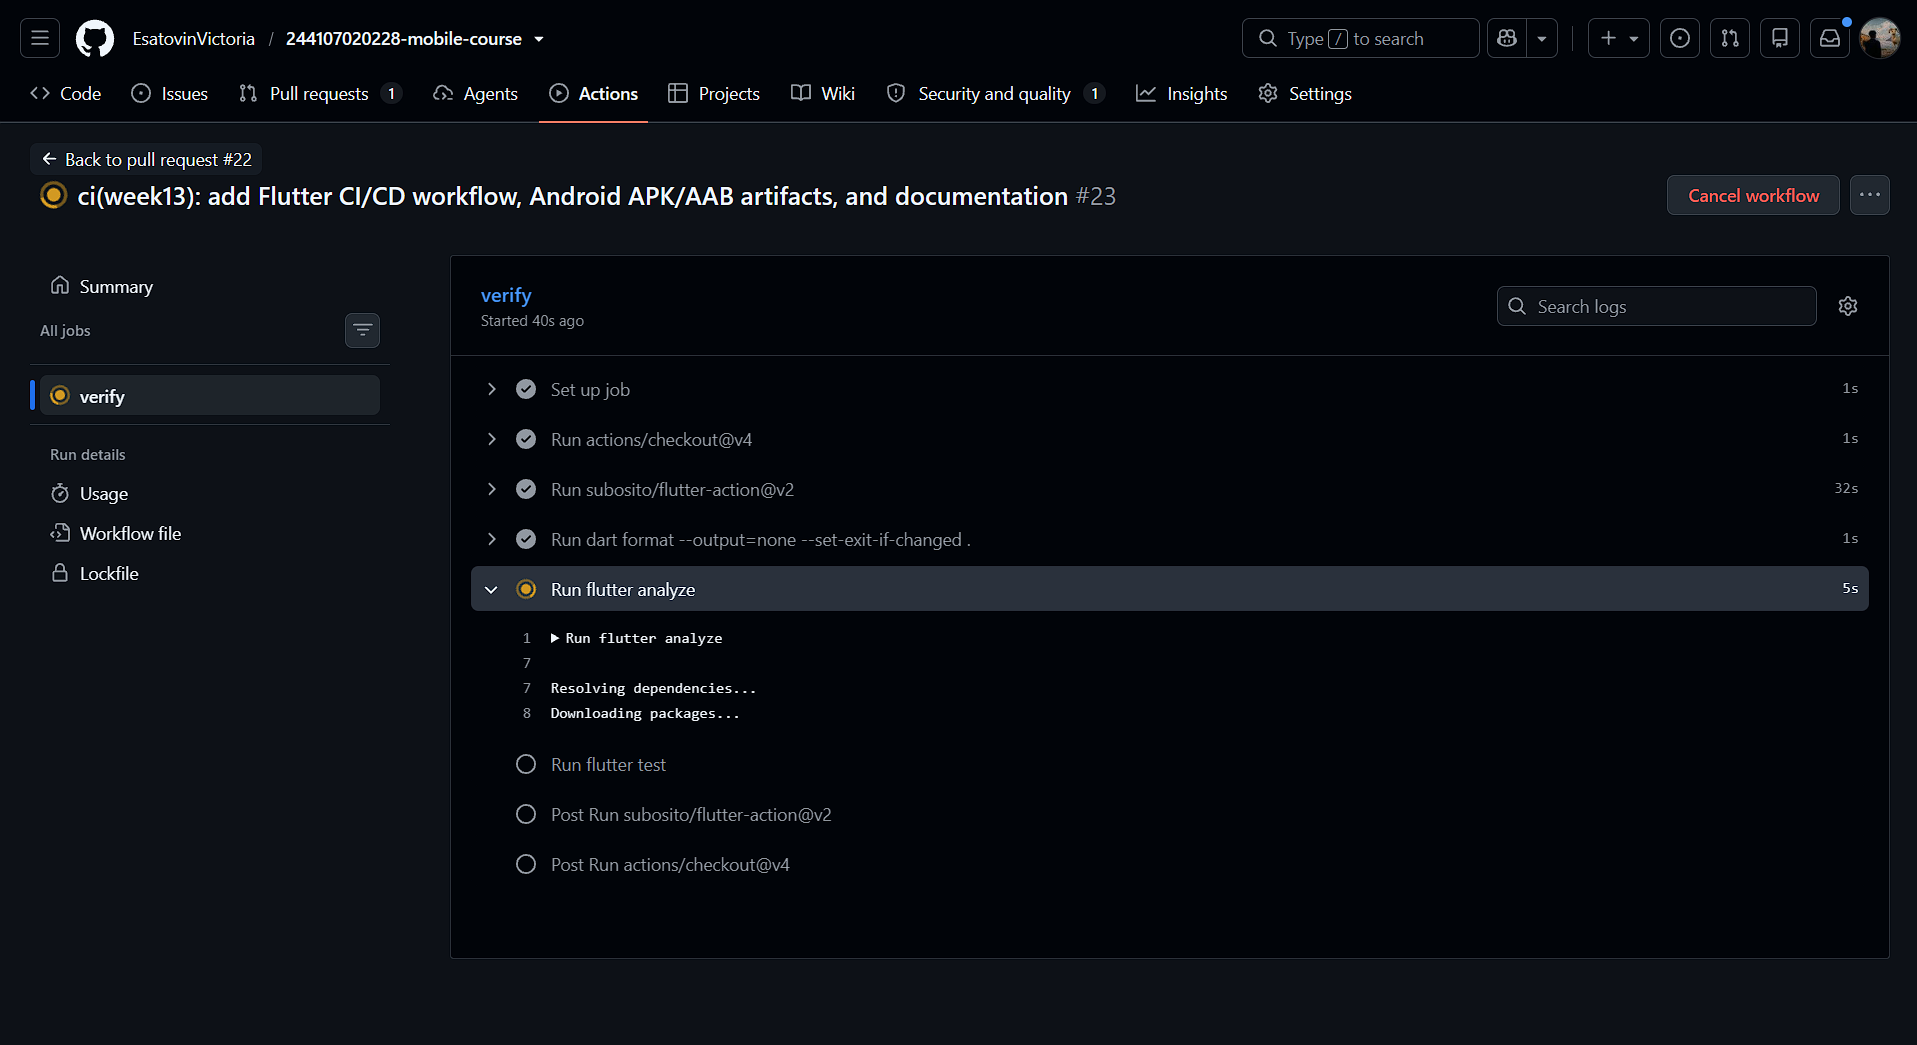 EsatovinVictoria / 244107020228-mobile-course
Type / to search
Code
Issues
Pull requests 1
Agents
Actions
Projects
Wiki
Security and quality 1
Insights
Settings
Back to pull request #22
ci(week13): add Flutter CI/CD workflow, Android APK/AAB artifacts, and documentation #23
Cancel workflow
Summary
All jobs
verify
Run details
Usage
Workflow file
Lockfile
verify
Started 40s ago
Search logs
Set up job 1s
Run actions/checkout@v4 1s
Run subosito/flutter-action@v2 32s
Run dart format --output=none --set-exit-if-changed . 1s
Run flutter analyze 5s
1 Run flutter analyze
7
7 Resolving dependencies...
8 Downloading packages...
Run flutter test
Post Run subosito/flutter-action@v2
Post Run actions/checkout@v4